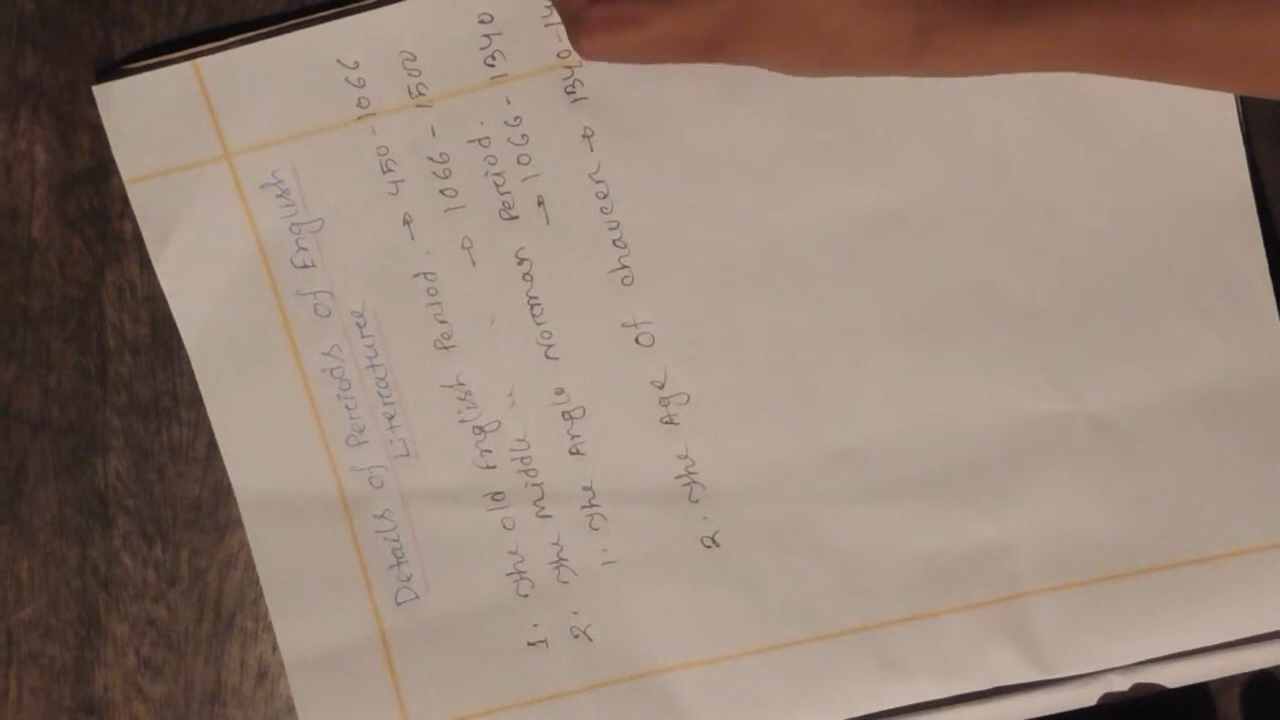 Details of Periods of English
Literature
1. The old English Period. → 450-1066
2. The middle " " → 1066-1500
1. The Anglo Norman Period. → 1066-1340
2. The Age of chaucer → 1340-14